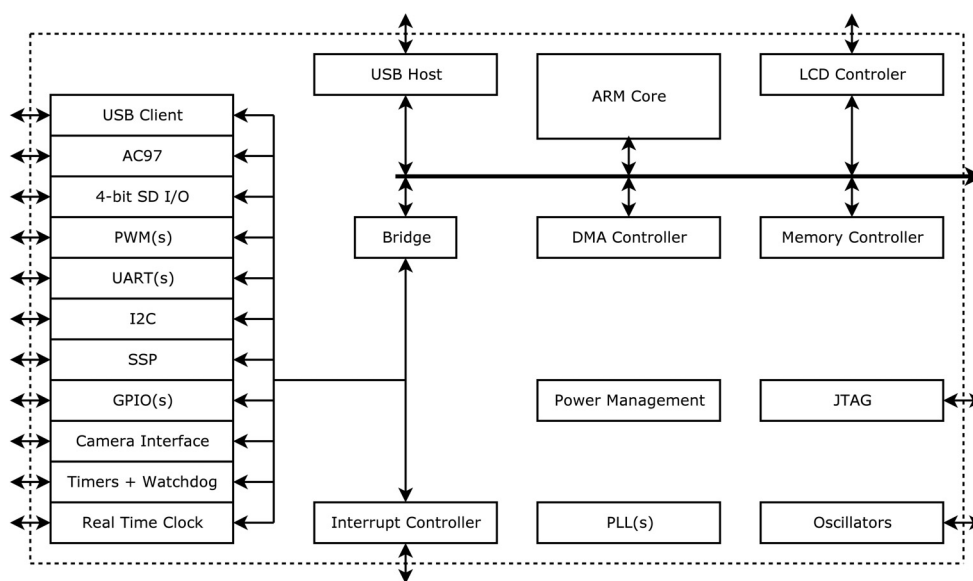 USB Host
ARM Core
LCD Controler
USB Client
AC97
4-bit SD I/O
PWM(s)
UART(s)
I2C
SSP
GPIO(s)
Camera Interface
Timers + Watchdog
Real Time Clock
Bridge
DMA Controller
Memory Controller
Power Management
JTAG
Interrupt Controller
PLL(s)
Oscillators